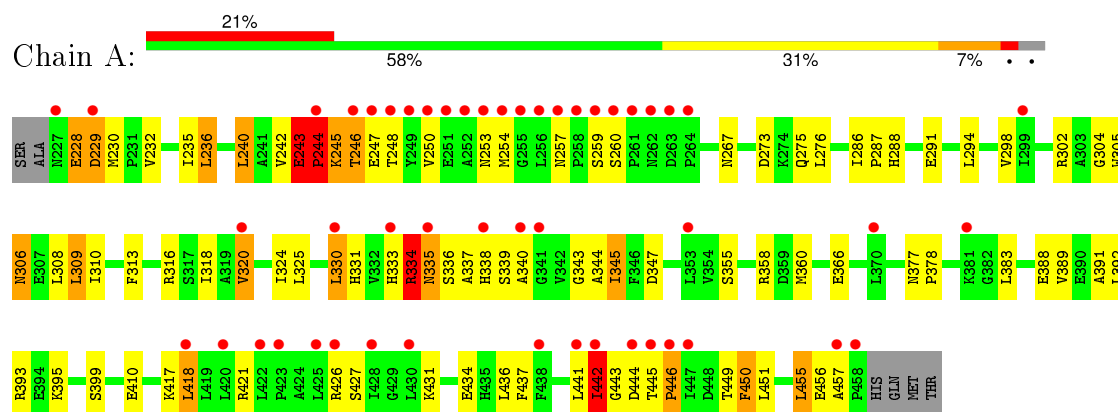 21%
Chain A:
58% 31% 7% • •
SER ALA N227 E228 D229 M230 P231 V232 I235 L236 L240 A241 V242 E243 P244 K245 T246 E247 T248 Y249 V250 E251 A252 N253 M254 G255 L256 N257 P258 S259 S260 P261 N262 D263 P264 N267 D273 K274 Q275 L276 I286 P287 H288 E291 L294 V298 I299 R302 A303 G304 W305
N306 E307 L308 L309 I310 F313 R316 S317 I318 A319 V320 I324 L325 L330 H331 V332 H333 R334 N335 S336 A337 H338 S339 A340 G341 V342 G343 A344 I345 F346 D347 L353 V354 S355 R358 D359 M360 E366 L370 N377 P378 K381 G382 L383 E388 V389 E390 A391 L392
R393 E394 K395 S399 E410 K417 L418 L419 L420 R421 L422 P423 A424 L425 R426 S427 I428 G429 L430 K431 E434 H435 L436 F437 F438 L441 I442 G443 D444 T445 P446 I447 D448 T449 F450 L451 L455 E456 A457 P458 HIS GLN MET THR